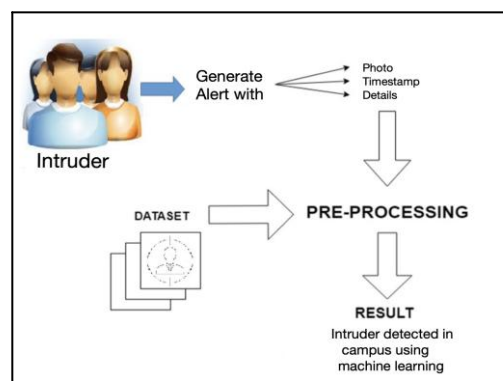 Generate
Alert with
Photo
Timestamp
Details
Intruder
DATASET
PRE-PROCESSING
RESULT
Intruder detected in
campus using
machine learning